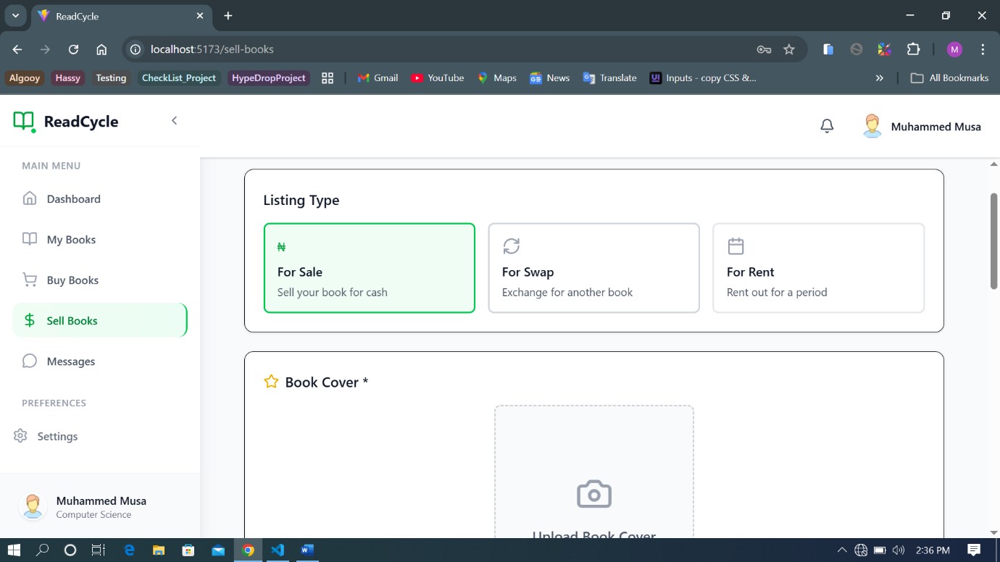 ReadCycle
localhost:5173/sell-books
M
Algooy
Hassy
Testing
CheckList_Project
HypeDropProject
Gmail
YouTube
Maps
News
Translate
UI
Inputs - copy CSS &...
»
All Bookmarks
ReadCycle
Muhammed Musa
MAIN MENU
Dashboard
My Books
Buy Books
Sell Books
Messages
PREFERENCES
Settings
Muhammed Musa
Computer Science
Listing Type
₦
For Sale
Sell your book for cash
For Swap
Exchange for another book
For Rent
Rent out for a period
Book Cover *
Upload Book Cover
2:36 PM